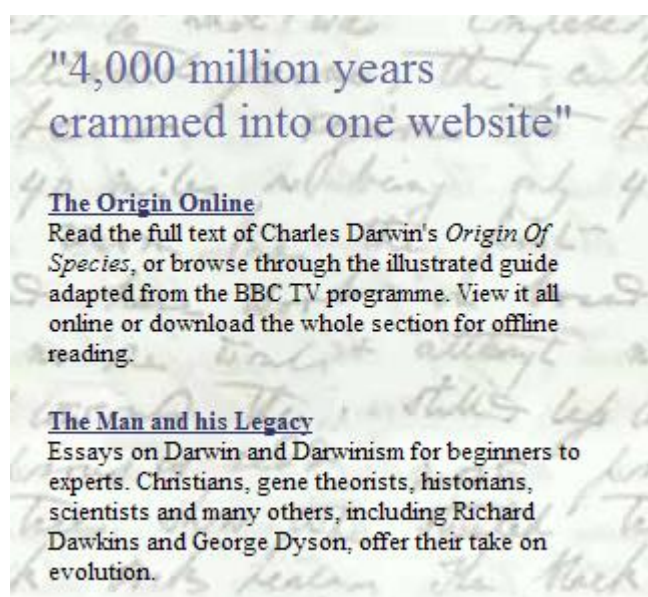 "4,000 million years
crammed into one website"
The Origin Online
Read the full text of Charles Darwin's Origin Of
Species, or browse through the illustrated guide
adapted from the BBC TV programme. View it all
online or download the whole section for offline
reading.
The Man and his Legacy
Essays on Darwin and Darwinism for beginners to
experts. Christians, gene theorists, historians,
scientists and many others, including Richard
Dawkins and George Dyson, offer their take on
evolution.